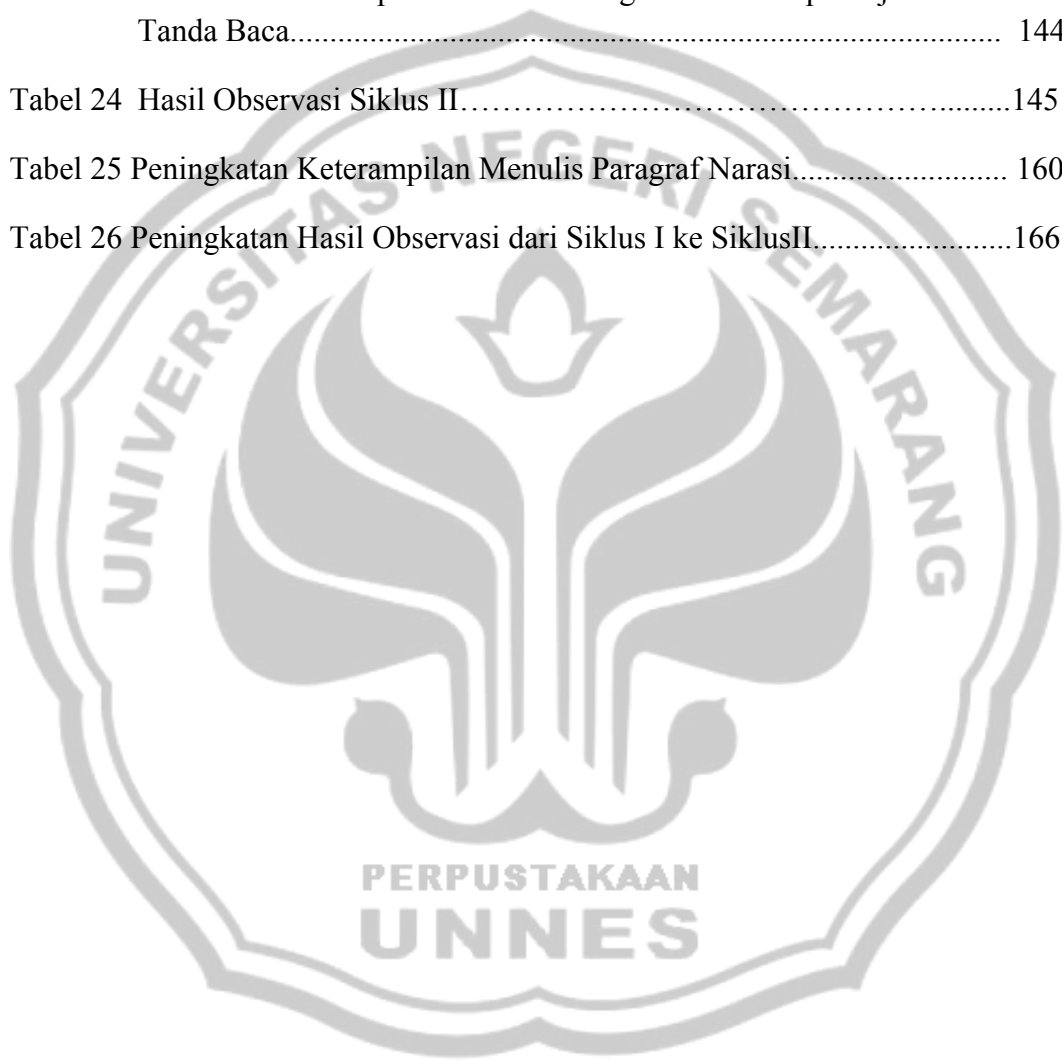 Tanda Baca.......................................................................................... 144
Tabel 24  Hasil Observasi Siklus II……………………………………….........145
Tabel 25 Peningkatan Keterampilan Menulis Paragraf Narasi........................... 160
Tabel 26 Peningkatan Hasil Observasi dari Siklus I ke SiklusII.........................166
UNIVERSITAS NEGERI SEMARANG
PERPUSTAKAAN
UNNES